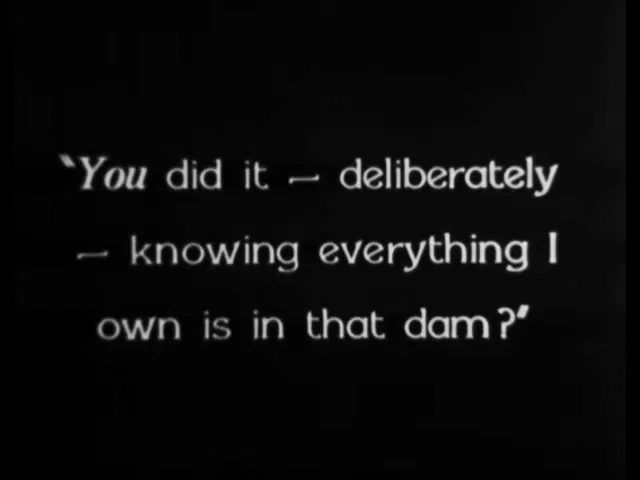 "You did it — deliberately
— knowing everything I
own is in that dam?"